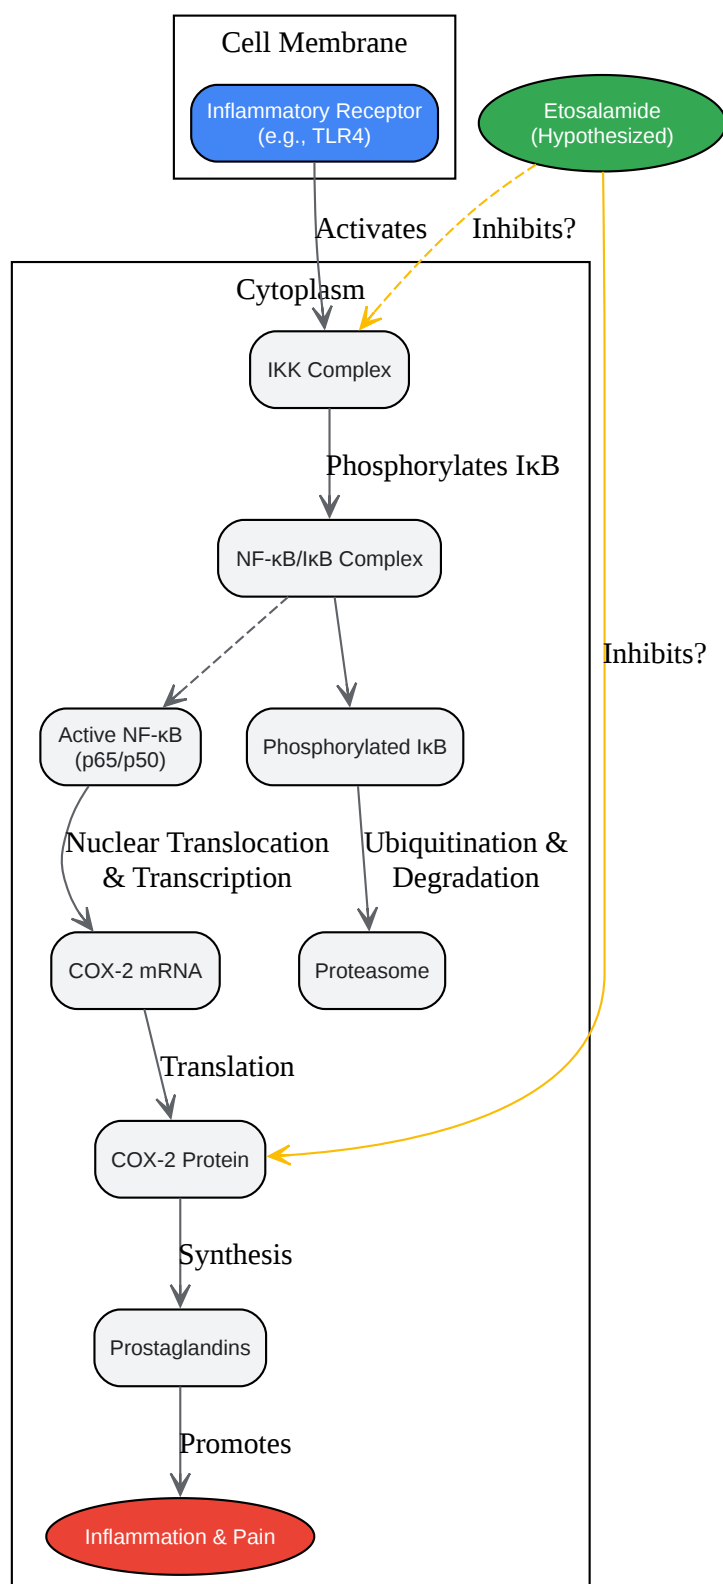 Cell Membrane
Inflammatory Receptor
(e.g., TLR4)
Etosalamide
(Hypothesized)
Activates
Inhibits?
Cytoplasm
IKK Complex
Phosphorylates IκB
NF-κB/IκB Complex
Inhibits?
Active NF-κB
(p65/p50)
Phosphorylated IκB
Nuclear Translocation
& Transcription
Ubiquitination &
Degradation
COX-2 mRNA
Proteasome
Translation
COX-2 Protein
Synthesis
Prostaglandins
Promotes
Inflammation & Pain